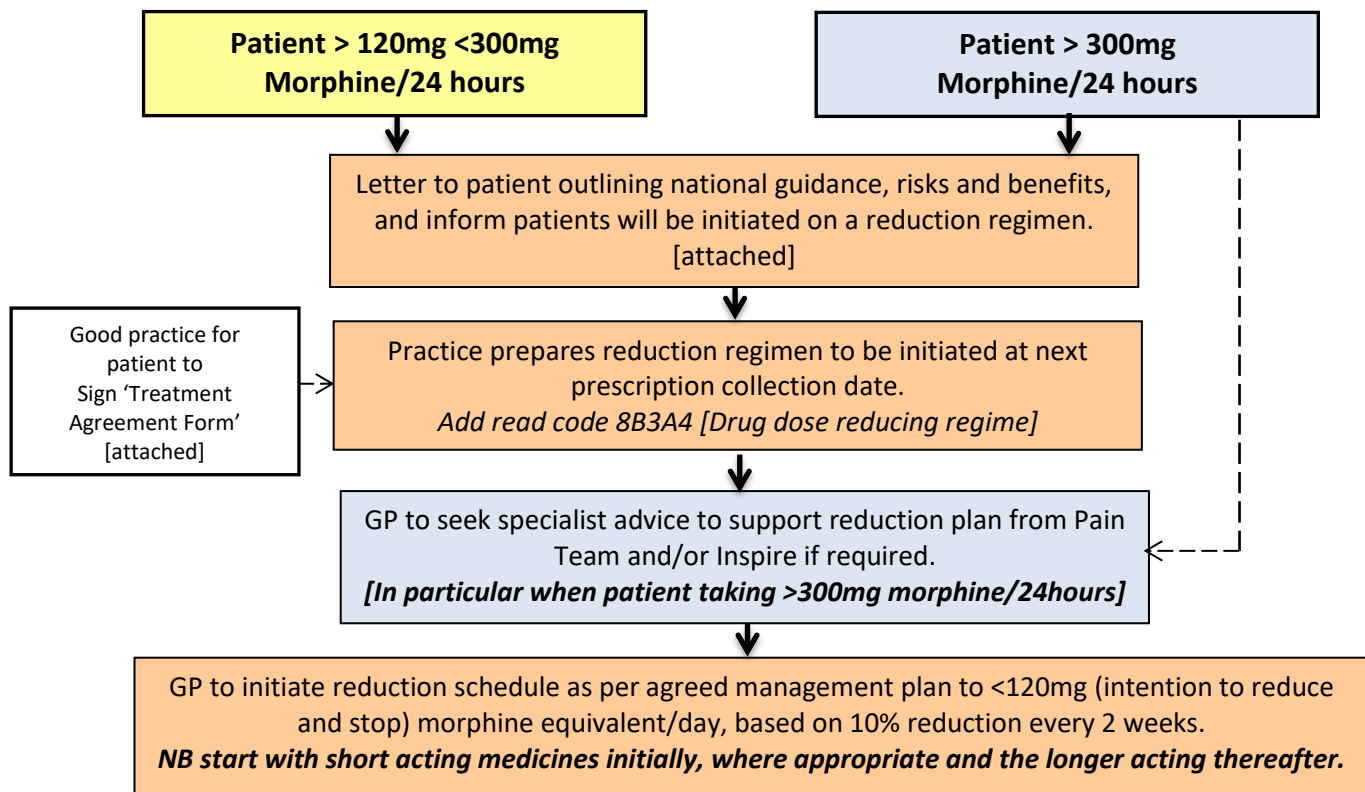 Patient > 120mg <300mg
Morphine/24 hours
Patient > 300mg
Morphine/24 hours
Letter to patient outlining national guidance, risks and benefits,
and inform patients will be initiated on a reduction regimen.
[attached]
Good practice for
patient to
Sign ‘Treatment
Agreement Form’
[attached]
Practice prepares reduction regimen to be initiated at next
prescription collection date.
Add read code 8B3A4 [Drug dose reducing regime]
GP to seek specialist advice to support reduction plan from Pain
Team and/or Inspire if required.
[In particular when patient taking >300mg morphine/24hours]
GP to initiate reduction schedule as per agreed management plan to <120mg (intention to reduce
and stop) morphine equivalent/day, based on 10% reduction every 2 weeks.
NB start with short acting medicines initially, where appropriate and the longer acting thereafter.